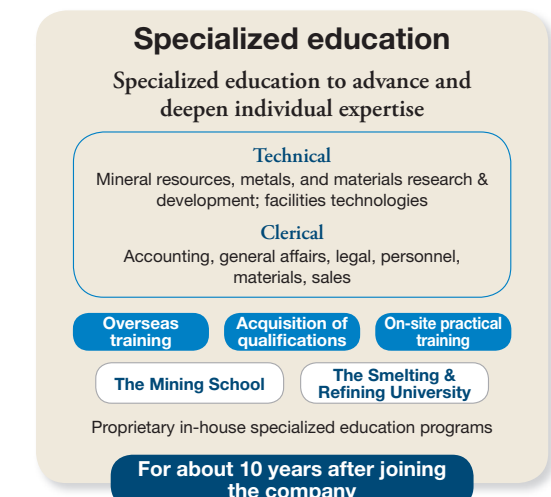 Specialized education
Specialized education to advance and
deepen individual expertise
Technical
Mineral resources, metals, and materials research &
development; facilities technologies
Clerical
Accounting, general affairs, legal, personnel,
materials, sales
Overseas
training
Acquisition of
qualifications
On-site practical
training
The Mining School
The Smelting &
Refining University
Proprietary in-house specialized education programs
For about 10 years after joining
the company